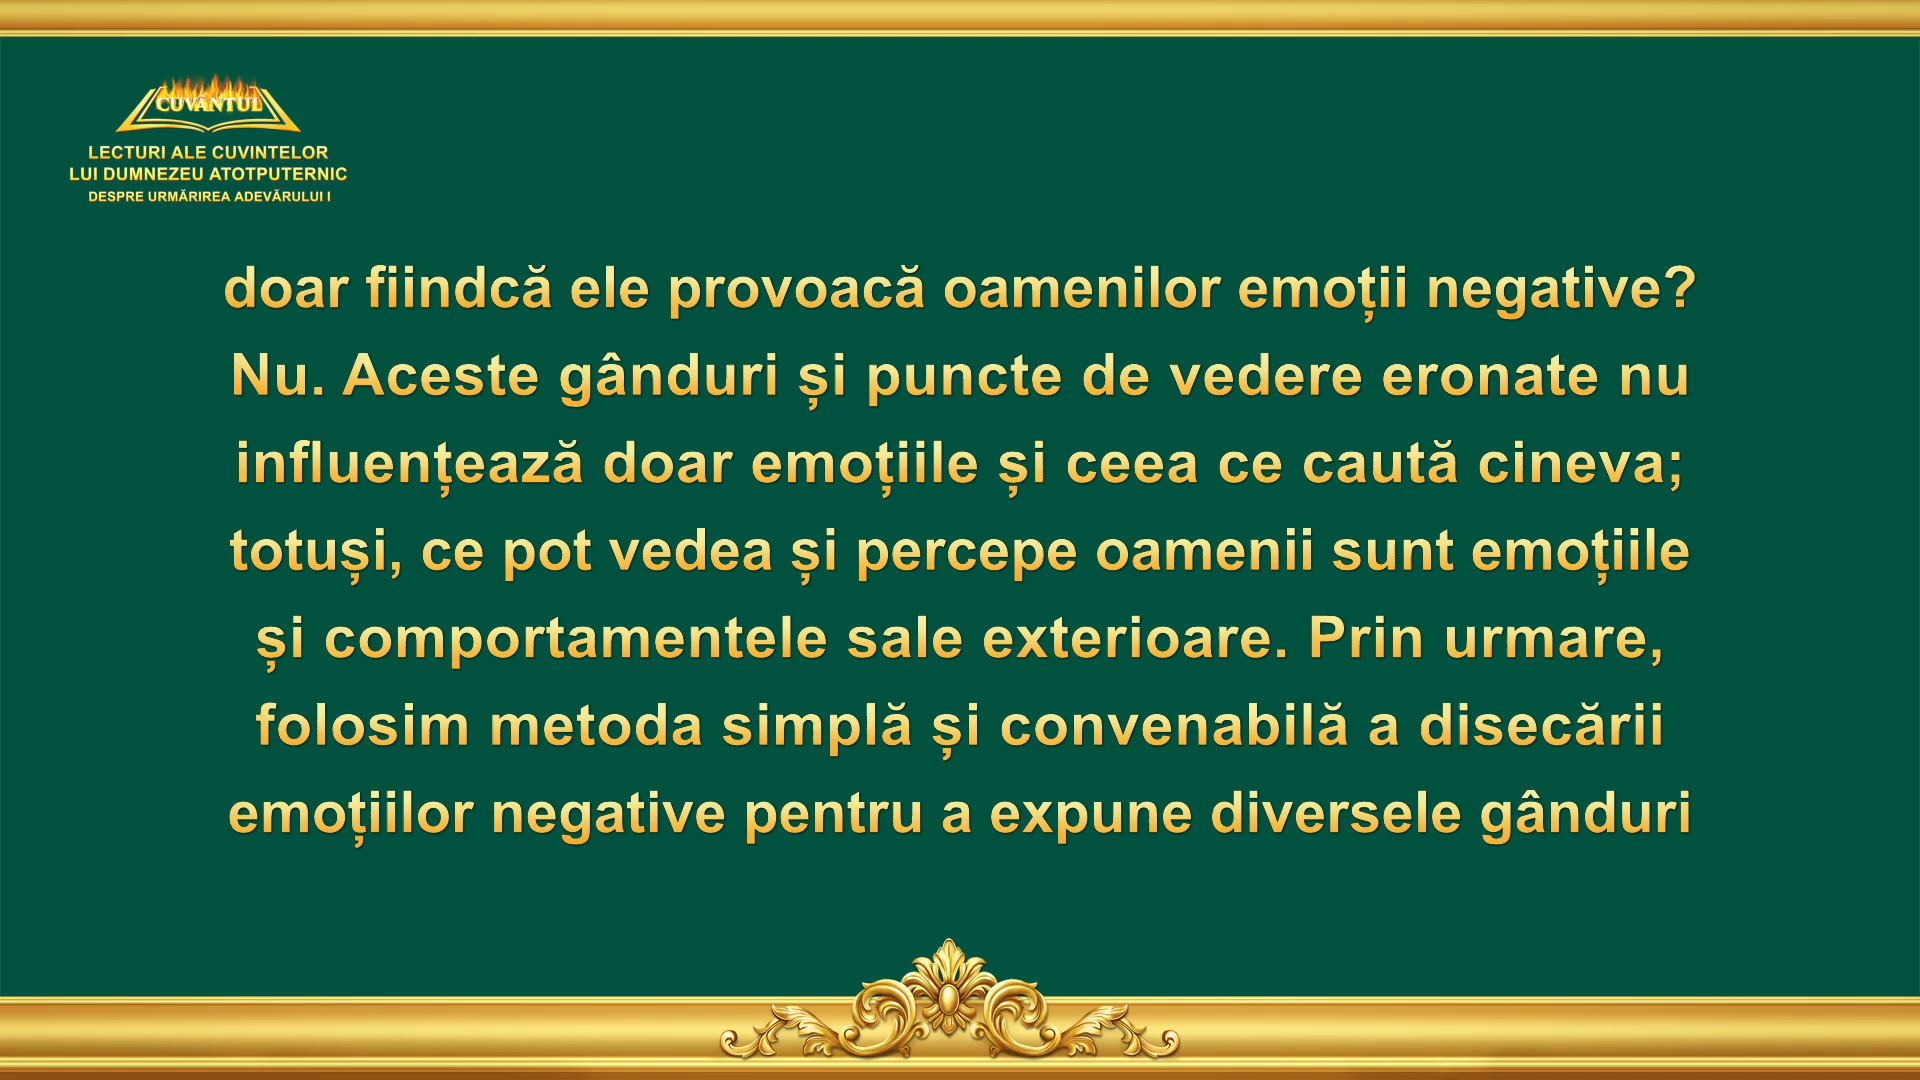 CUVÂNTUL
LECTURI ALE CUVINTELOR
LUI DUMNEZEU ATOTPUTERNIC
DESPRE URMĂRIREA ADEVĂRULUI I
doar fiindcă ele provoacă oamenilor emoții negative?
Nu. Aceste gânduri și puncte de vedere eronate nu
influențează doar emoțiile și ceea ce caută cineva;
totuși, ce pot vedea și percepe oamenii sunt emoțiile
și comportamentele sale exterioare. Prin urmare,
folosim metoda simplă și convenabilă a disecării
emoțiilor negative pentru a expune diversele gânduri